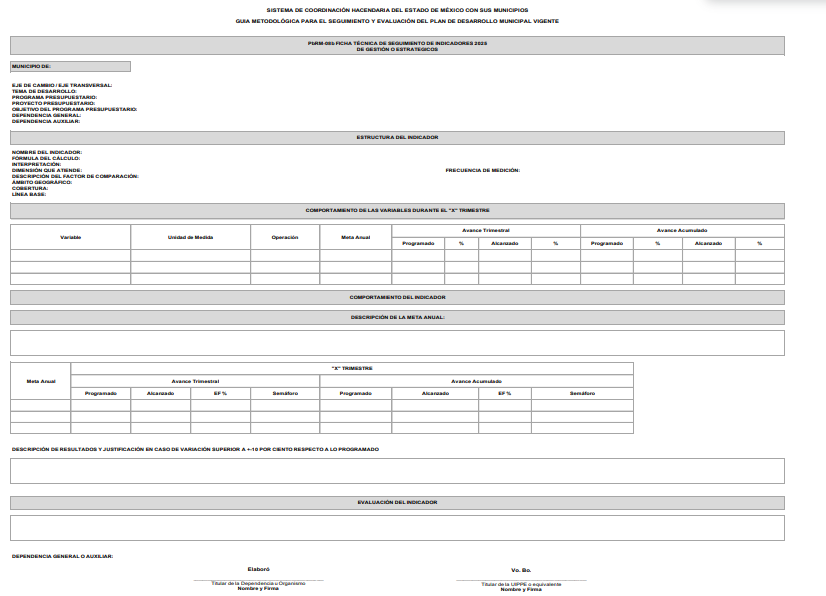 SISTEMA DE COORDINACIÓN HACENDARIA DEL ESTADO DE MÉXICO CON SUS MUNICIPIOS
GUIA METODOLÓGICA PARA EL SEGUIMIENTO Y EVALUACIÓN DEL PLAN DE DESARROLLO MUNICIPAL VIGENTE
PbRM-08b FICHA TÉCNICA DE SEGUIMIENTO DE INDICADORES 2025
DE GESTIÓN O ESTRATEGICOS
MUNICIPIO DE:
EJE DE CAMBIO / EJE TRANSVERSAL:
TEMA DE DESARROLLO:
PROGRAMA PRESUPUESTARIO:
PROYECTO PRESUPUESTARIO:
OBJETIVO DEL PROGRAMA PRESUPUESTARIO:
DEPENDENCIA GENERAL:
DEPENDENCIA AUXILIAR:
ESTRUCTURA DEL INDICADOR
NOMBRE DEL INDICADOR:
FÓRMULA DEL CÁLCULO:
INTERPRETACIÓN:
DIMENSIÓN QUE ATIENDE: FRECUENCIA DE MEDICIÓN:
DESCRIPCIÓN DEL FACTOR DE COMPARACIÓN:
ÁMBITO GEOGRÁFICO:
COBERTURA:
LÍNEA BASE:
COMPORTAMIENTO DE LAS VARIABLES DURANTE EL "X" TRIMESTRE
Variable Unidad de Medida Operación Meta Anual Avance Trimestral Avance Acumulado
Programado % Alcanzado % Programado % Alcanzado %
COMPORTAMIENTO DEL INDICADOR
DESCRIPCIÓN DE LA META ANUAL:
"X" TRIMESTRE
Meta Anual Avance Trimestral Avance Acumulado
Programado Alcanzado EF % Semáforo Programado Alcanzado EF % Semáforo
DESCRIPCIÓN DE RESULTADOS Y JUSTIFICACIÓN EN CASO DE VARIACIÓN SUPERIOR A +-10 POR CIENTO RESPECTO A LO PROGRAMADO
EVALUACIÓN DEL INDICADOR
DEPENDENCIA GENERAL O AUXILIAR:
Elaboró Vo. Bo.
Titular de la Dependencia u Organismo Titular de la UIPPE o equivalente
Nombre y Firma Nombre y Firma